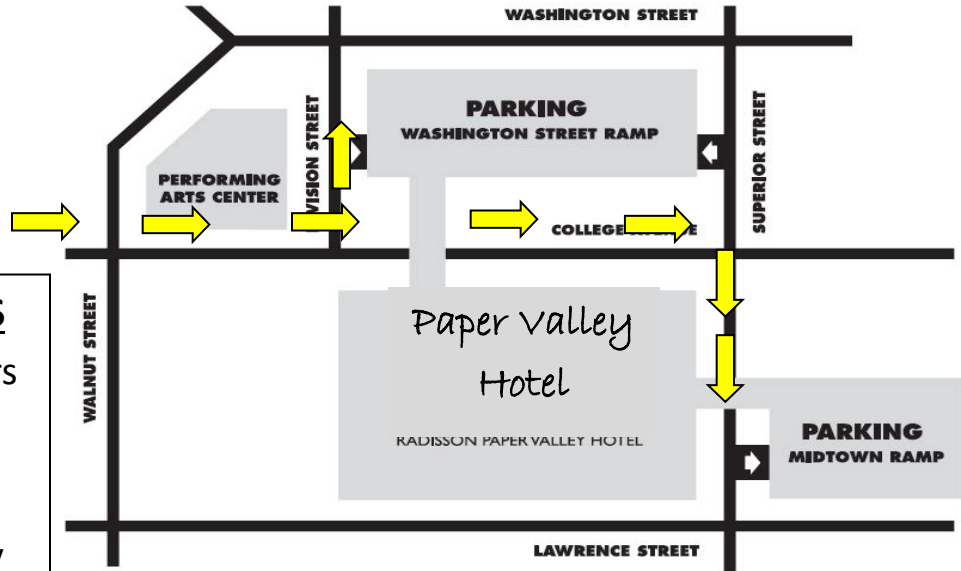 WASHINGTON STREET
PARKING
WASHINGTON STREET RAMP
VISION STREET
SUPERIOR STREET
PERFORMING
ARTS CENTER
COLLEGE
WALNUT STREET
Paper Valley
Hotel
RADISSON PAPER VALLEY HOTEL
PARKING
MIDTOWN RAMP
LAWRENCE STREET